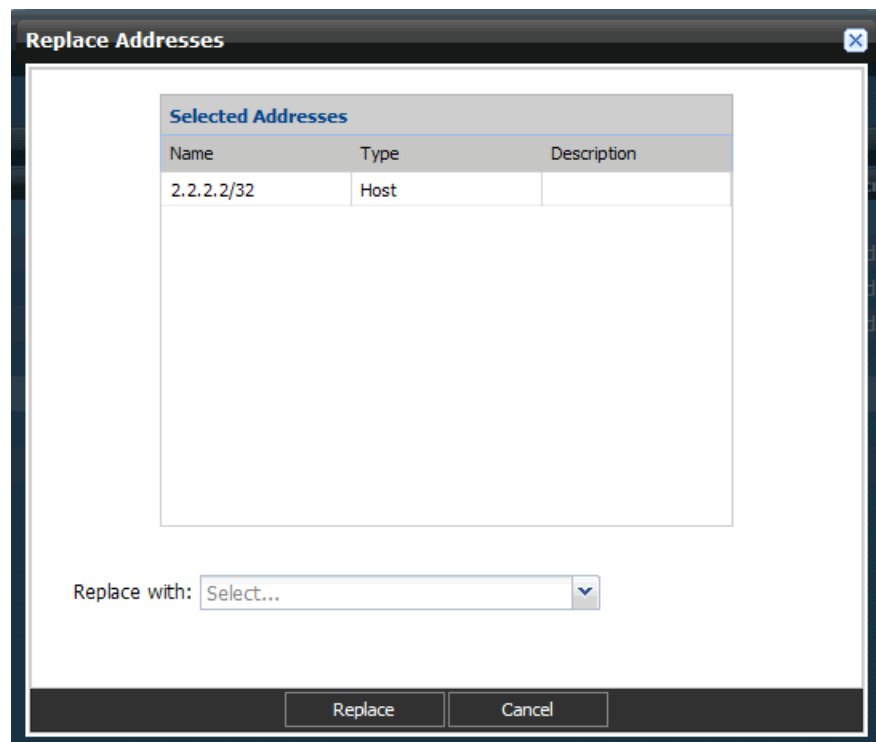 Replace Addresses
Selected Addresses
Name Type Description
2.2.2.2/32 Host
Replace with: Select...
Replace Cancel